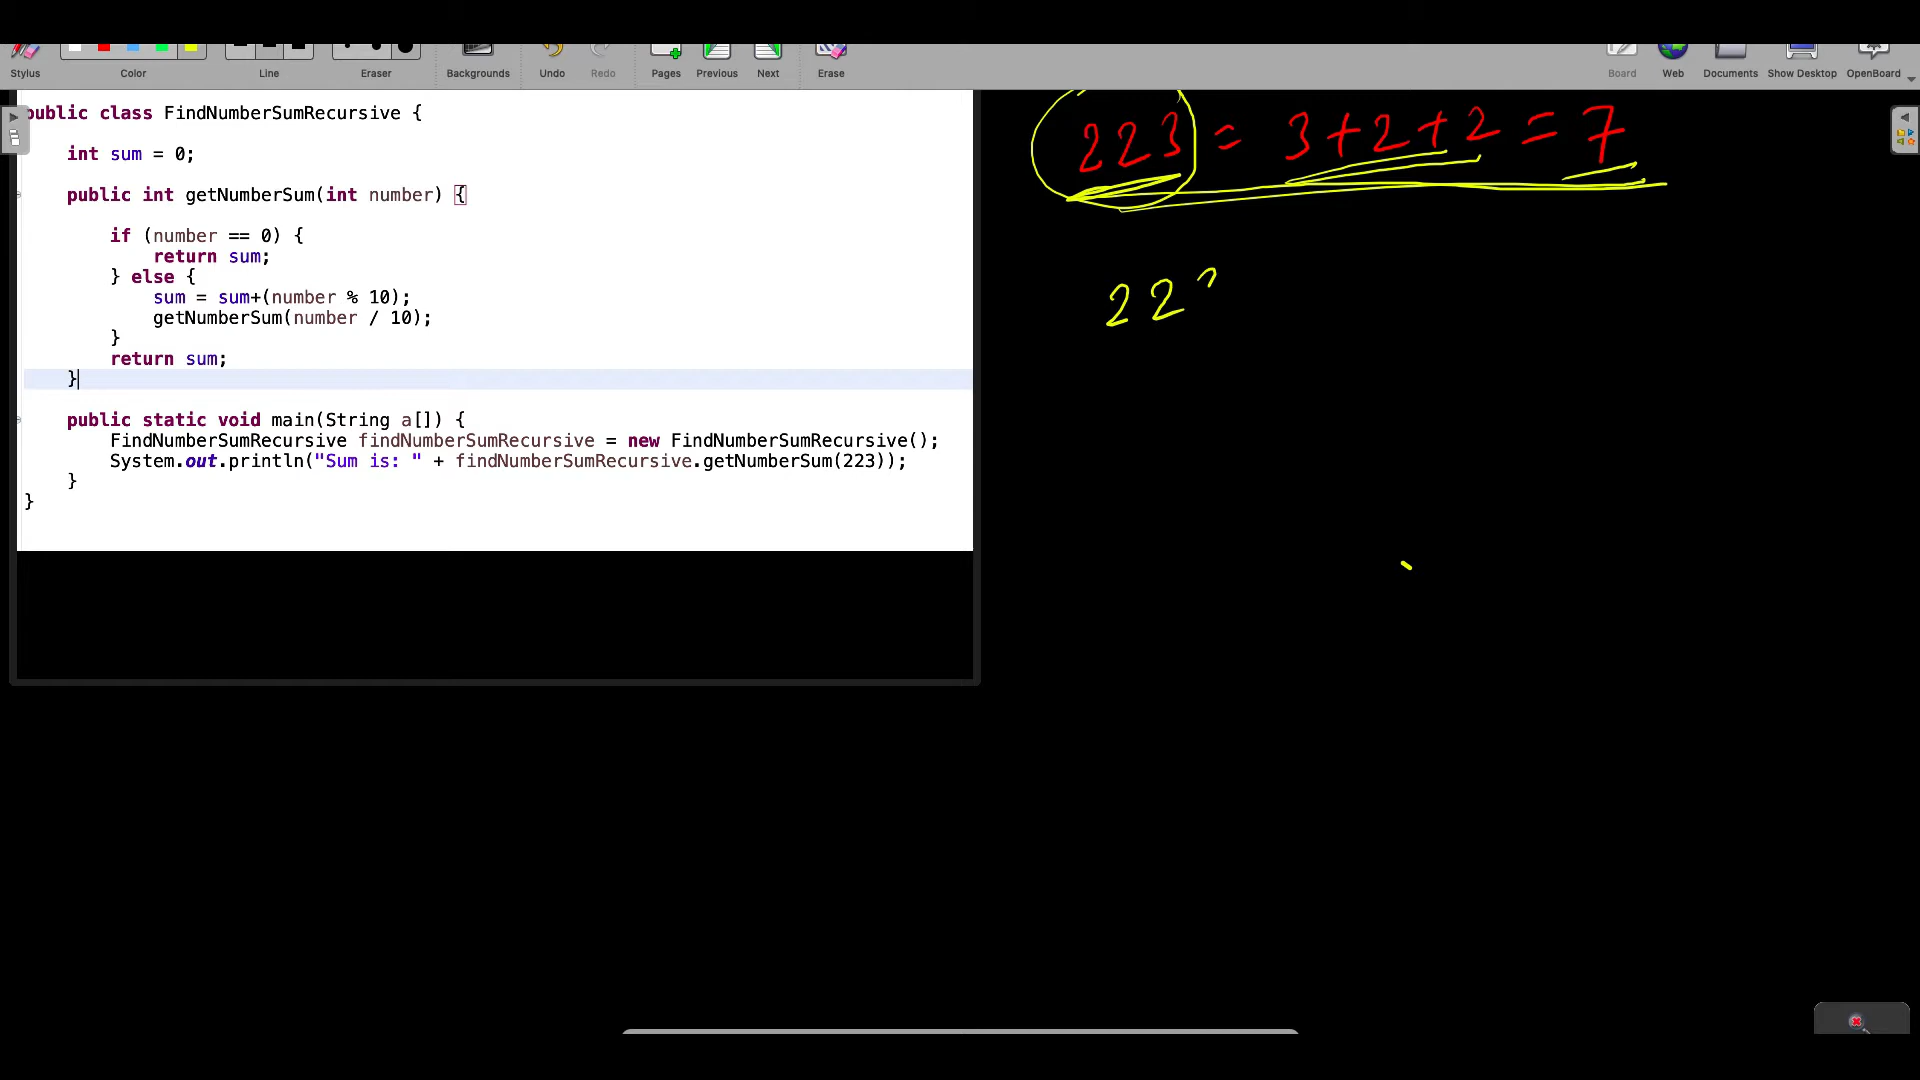 Stylus Color Line Eraser Backgrounds Undo Redo Pages Previous Next Erase Board Web Documents Show Desktop OpenBoard
public class FindNumberSumRecursive {
int sum = 0;
public int getNumberSum(int number) {
if (number == 0) {
return sum;
} else {
sum = sum+(number % 10);
getNumberSum(number / 10);
}
return sum;
}
public static void main(String a[]) {
FindNumberSumRecursive findNumberSumRecursive = new FindNumberSumRecursive();
System.out.println("Sum is: " + findNumberSumRecursive.getNumberSum(223));
}
}
223 = 3+2+2 = 7
22